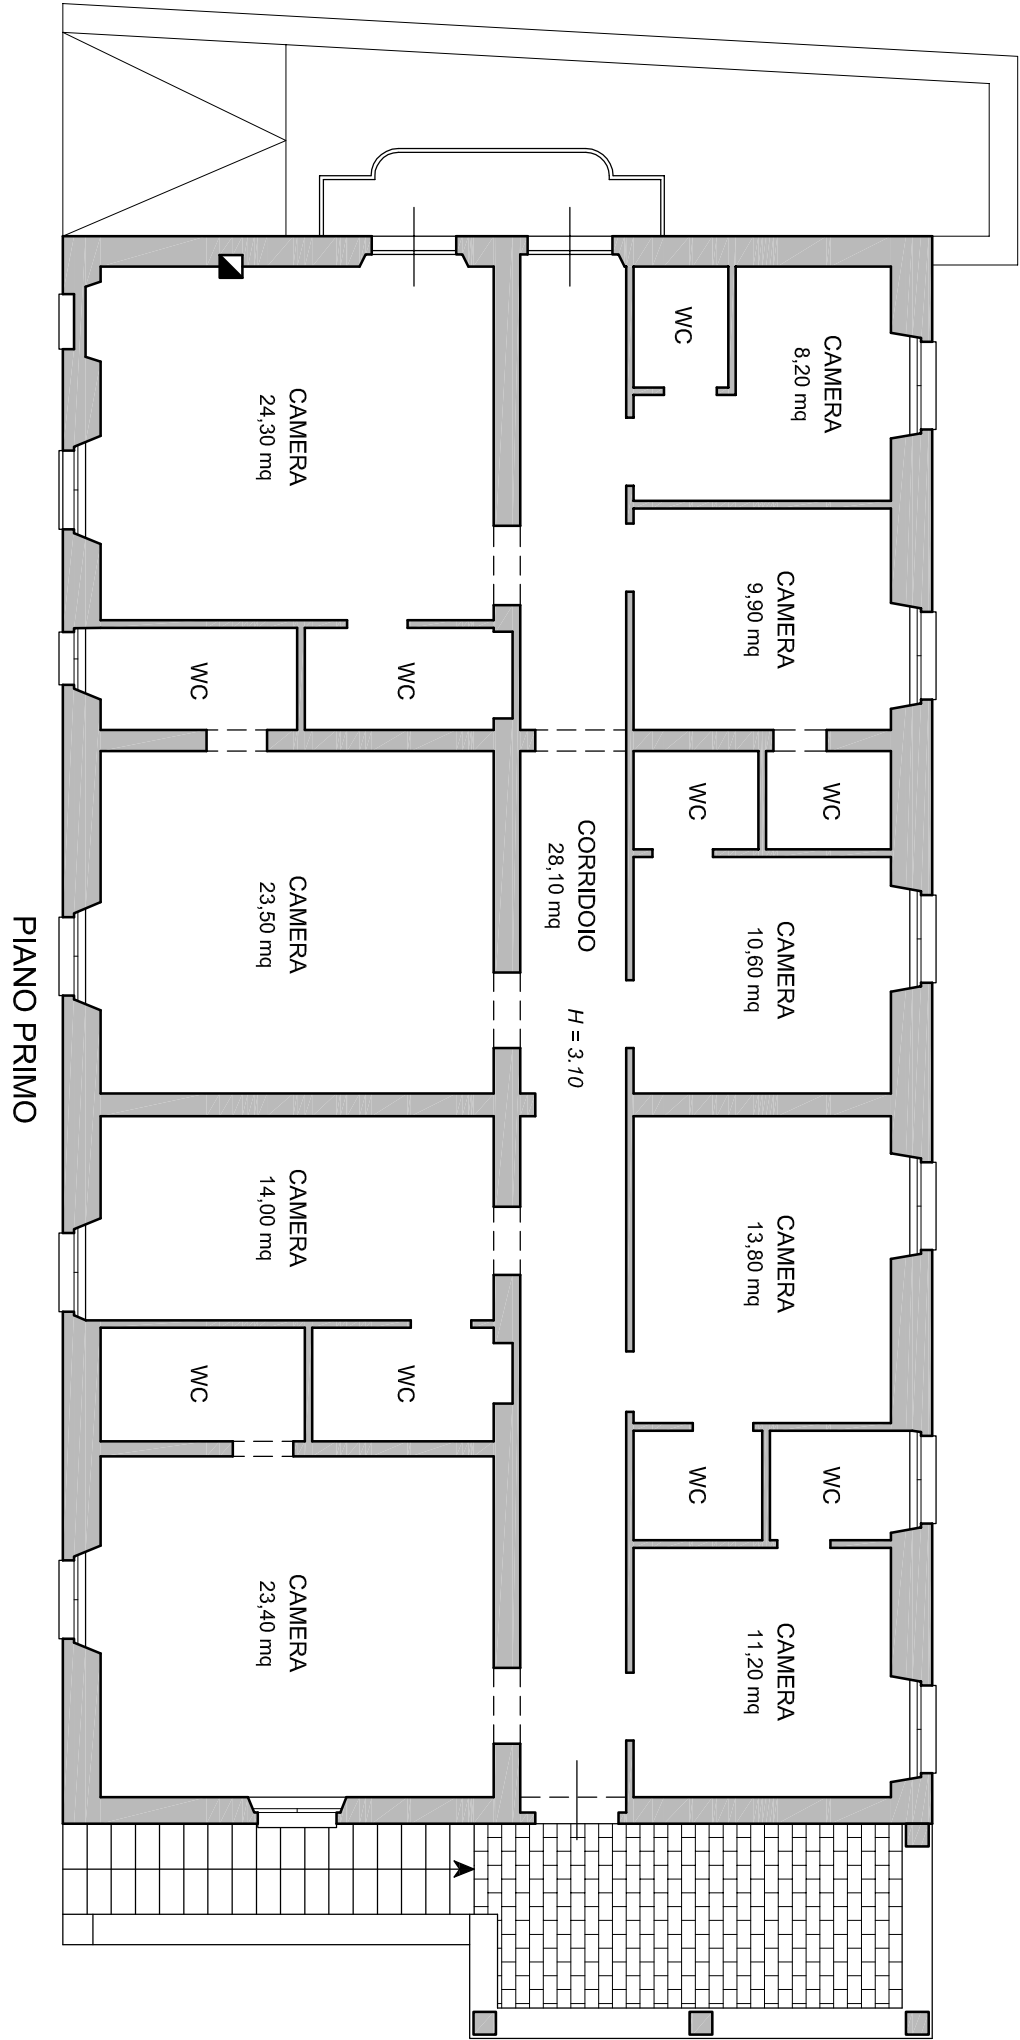 CAMERA
8,20 mq
WC
CAMERA
9,90 mq
WC
WC
CAMERA
10,60 mq
CAMERA
13,80 mq
WC
WC
CAMERA
11,20 mq
CORRIDOIO
28,10 mq
H = 3.10
CAMERA
24,30 mq
WC
WC
CAMERA
23,50 mq
CAMERA
14,00 mq
WC
WC
CAMERA
23,40 mq
PIANO PRIMO